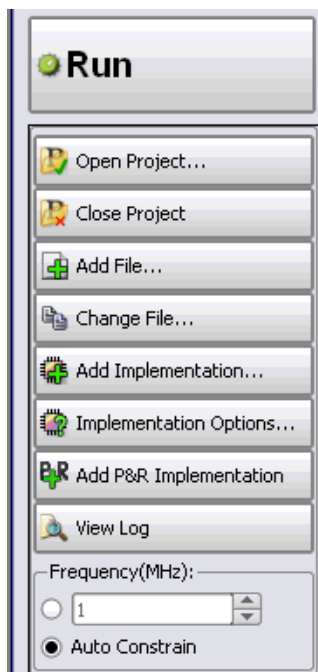 Run
Open Project...
Close Project
Add File...
Change File...
Add Implementation...
Implementation Options...
P&R Add P&R Implementation
View Log
Frequency(MHz):
1
Auto Constrain